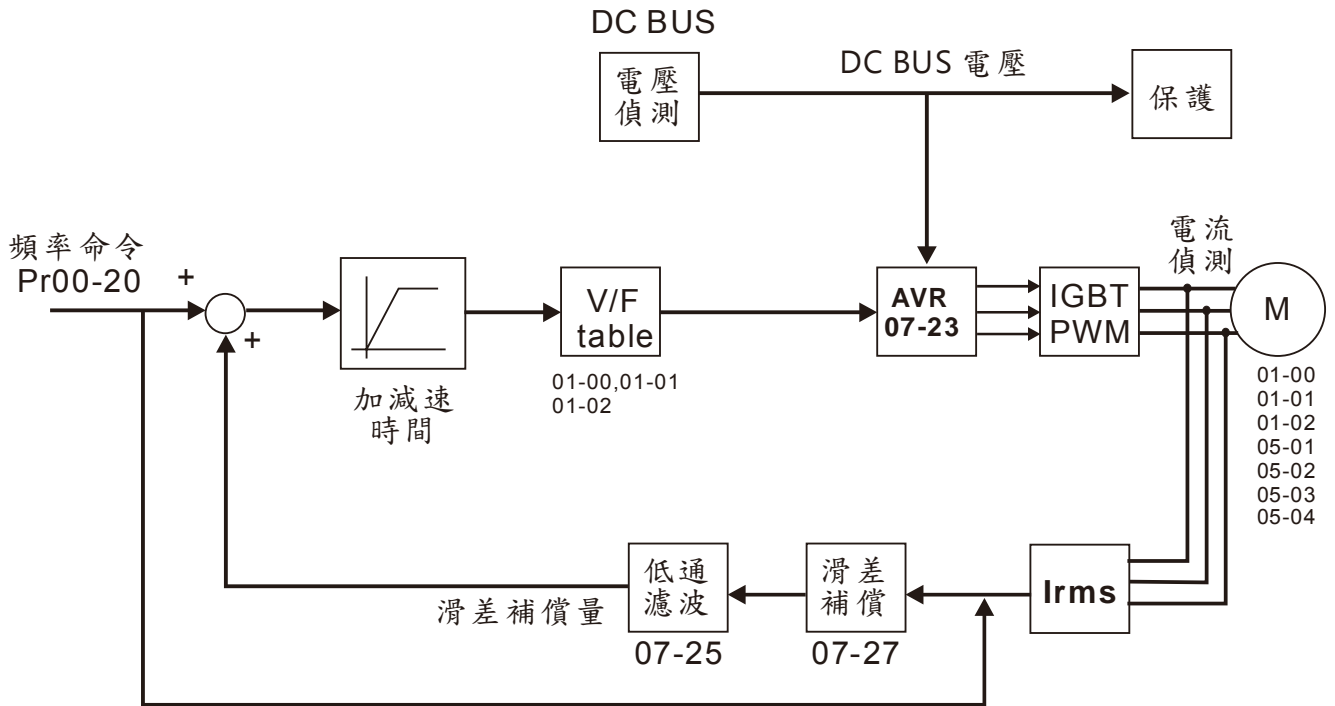 DC BUS
電壓
偵測
DC BUS 電壓
保護
頻率命令
Pr00-20
+
+
加減速
時間
V/F
table
01-00,01-01
01-02
AVR
07-23
IGBT
PWM
電流
偵測
M
01-00
01-01
01-02
05-01
05-02
05-03
05-04
滑差補償量
低通
濾波
07-25
滑差
補償
07-27
Irms